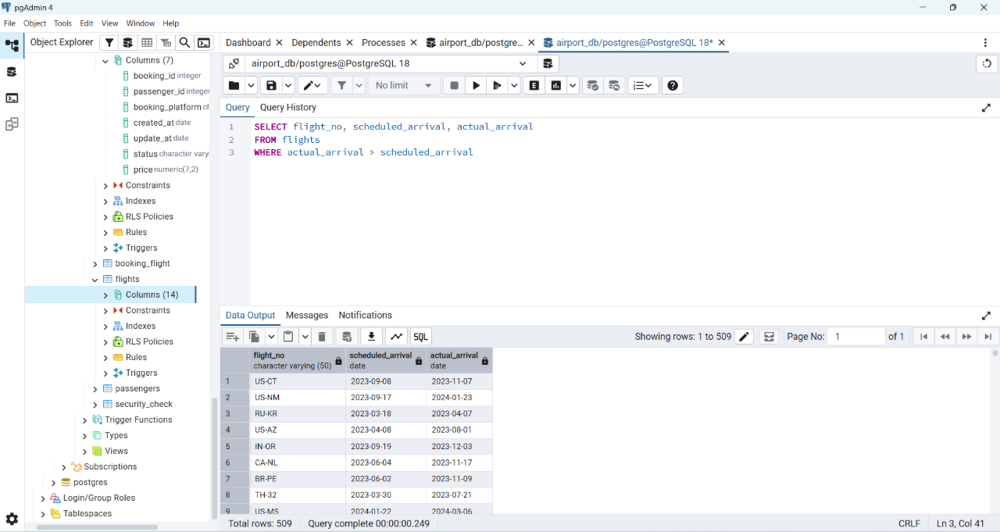 pgAdmin 4
File Object Tools Edit View Window Help
Object Explorer
Dashboard Dependents Processes airport_db/postgre... airport_db/postgres@PostgreSQL 18*
airport_db/postgres@PostgreSQL 18
No limit
E
Query Query History
1 SELECT flight_no, scheduled_arrival, actual_arrival
2 FROM flights
3 WHERE actual_arrival > scheduled_arrival
Columns (7)
booking_id integer
passenger_id integer
booking_platform ch
created_at date
update_at date
status character varyi
price numeric(7,2)
Constraints
Indexes
RLS Policies
Rules
Triggers
booking_flight
flights
Columns (14)
Constraints
Indexes
RLS Policies
Rules
Triggers
passengers
security_check
Trigger Functions
Types
Views
Subscriptions
postgres
Login/Group Roles
Tablespaces
Data Output Messages Notifications
SQL
Showing rows: 1 to 509
Page No: 1 of 1
flight_no scheduled_arrival actual_arrival
character varying (50) date date
1 US-CT 2023-09-08 2023-11-07
2 US-NM 2023-09-17 2024-01-23
3 RU-KR 2023-03-18 2023-04-07
4 US-AZ 2023-04-08 2023-08-01
5 IN-OR 2023-09-19 2023-12-03
6 CA-NL 2023-06-04 2023-11-17
7 BR-PE 2023-06-02 2023-11-09
8 TH-32 2023-03-30 2023-07-21
9 US-MS 2024-01-22 2024-03-06
Total rows: 509 Query complete 00:00:00.249 CRLF Ln 3, Col 41